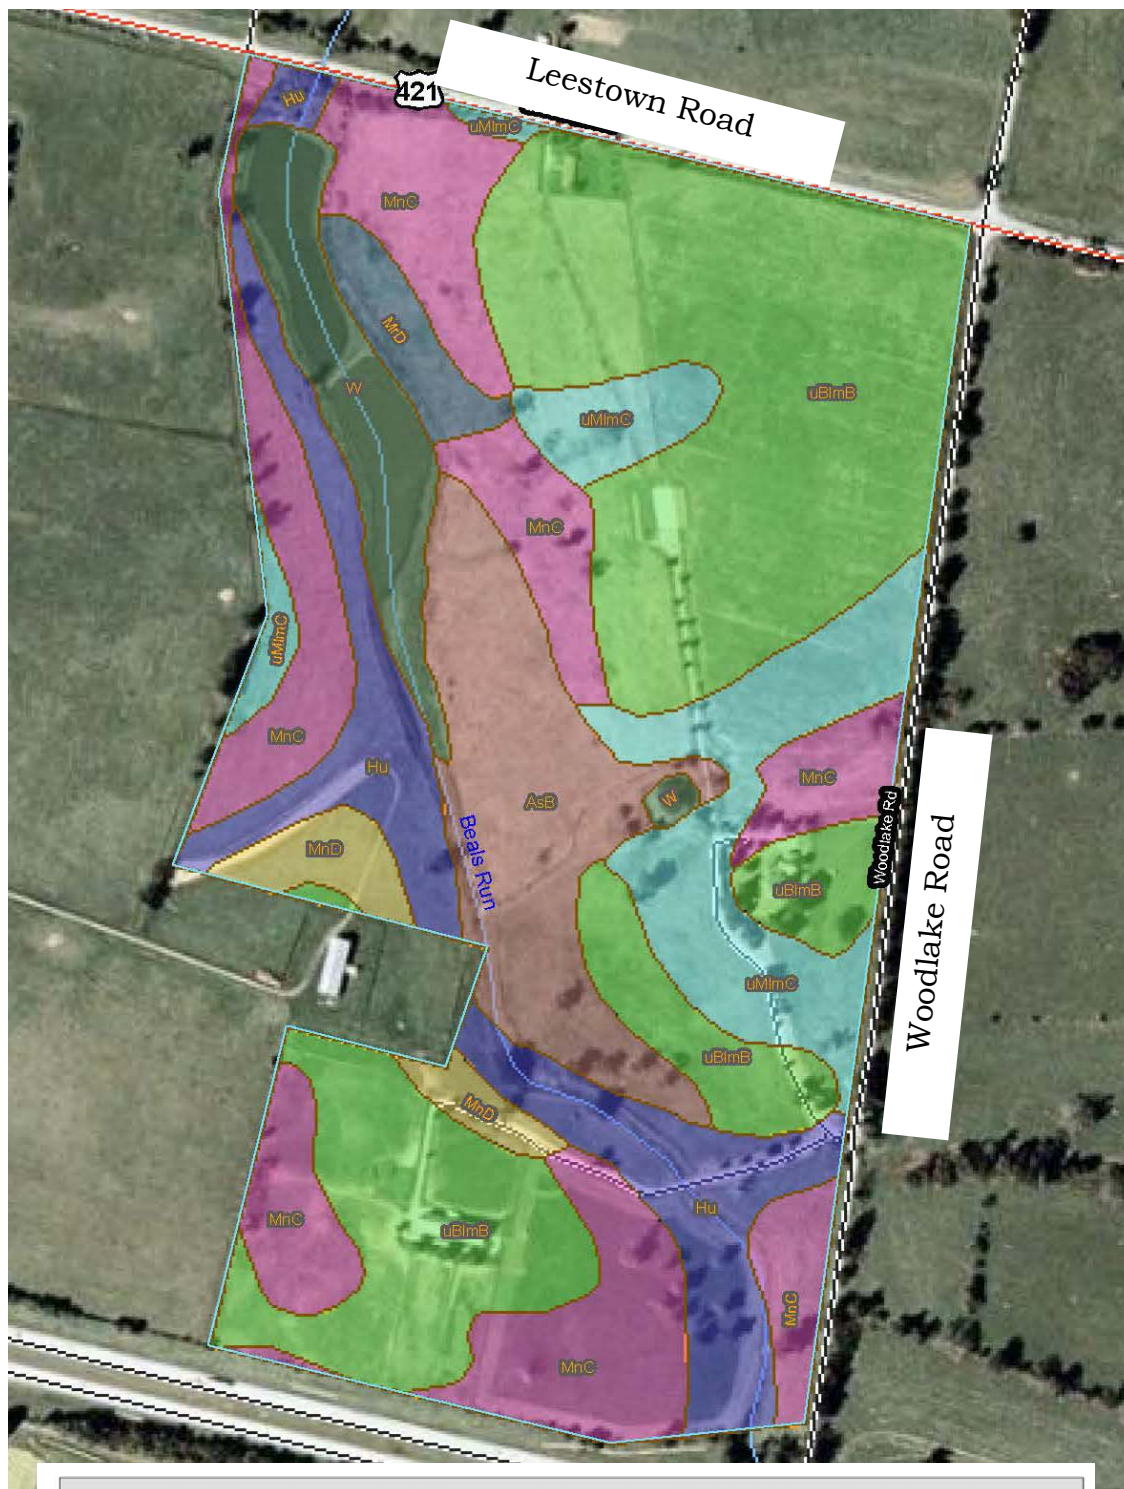 Leestown Road
421
Hu
uMlmC
MnC
MrD
W
uBlmB
uMlmC
MnC
uMlmC
MnC
Hu
MnC
AsB
W
Woodlake Rd
Woodlake Road
MnD
Beals Run
uBlmB
uMlmC
uBlmB
MnD
Hu
MnC
uBlmB
MnC
MnC